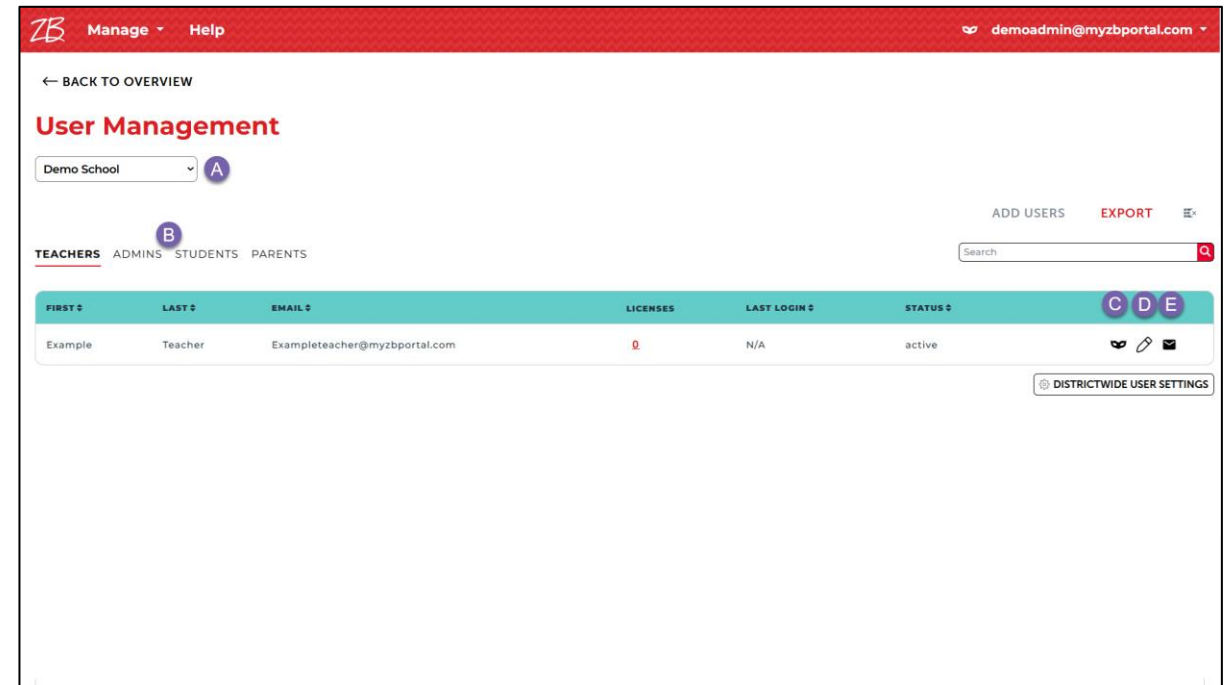 ZB Manage Help demoadmin@myzbportal.com
← BACK TO OVERVIEW
User Management
Demo School A
ADD USERS EXPORT
B
TEACHERS ADMINS STUDENTS PARENTS Search
FIRST LAST EMAIL LICENSES LAST LOGIN STATUS C D E
Example Teacher Exampleteacher@myzbportal.com 0 N/A active
DISTRICTWIDE USER SETTINGS